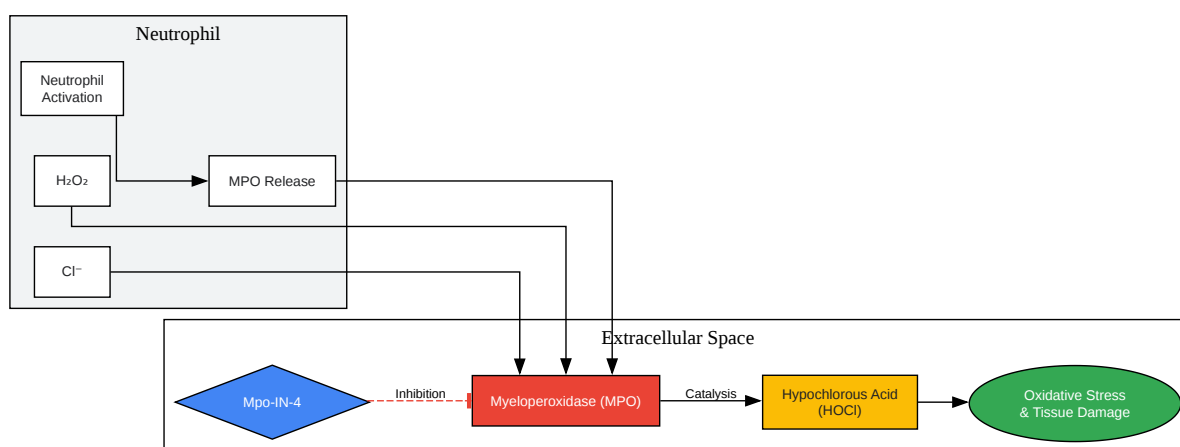 Neutrophil
Neutrophil
Activation
H₂O₂
MPO Release
Cl⁻
Extracellular Space
Mpo-IN-4
Inhibition
Myeloperoxidase (MPO)
Catalysis
Hypochlorous Acid
(HOCl)
Oxidative Stress
& Tissue Damage